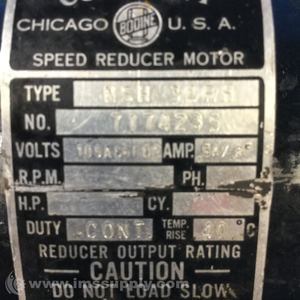 CHICAGO BODINE U. S. A.
SPEED REDUCER MOTOR
TYPE
NO.
VOLTS AMP.
R.P.M. PH.
H.P. CY.
DUTY CONT. TEMP. RISE 40 °C
REDUCER OUTPUT RATING
CAUTION
DO NOT LOAD SLOW
© www.imssupply.com